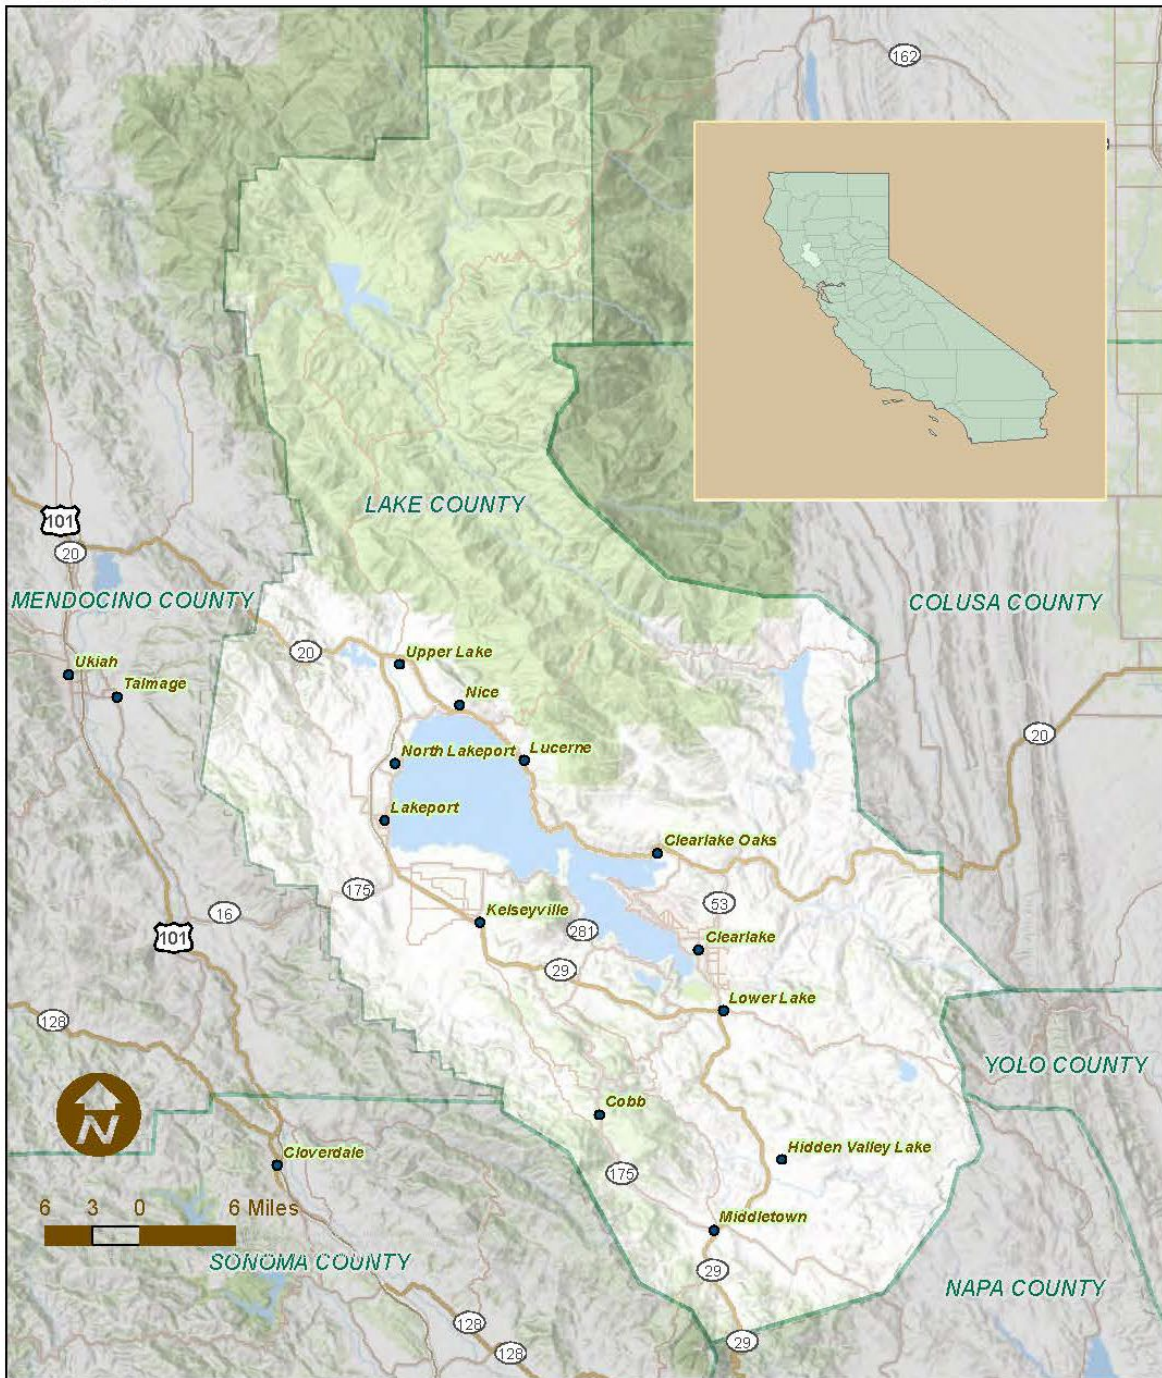 162
LAKE COUNTY
101
20
MENDOCINO COUNTY
COLUSA COUNTY
20
Upper Lake
Ukiah
Talmage
Nice
20
North Lakeport
Lucerne
Lakeport
Clearlake Oaks
175
53
16
Kelseyville
281
101
Clearlake
29
Lower Lake
128
YOLO COUNTY
Cobb
N
Cloverdale
Hidden Valley Lake
175
6 3 0 6 Miles
Middletown
SONOMA COUNTY
29
NAPA COUNTY
128
29
128